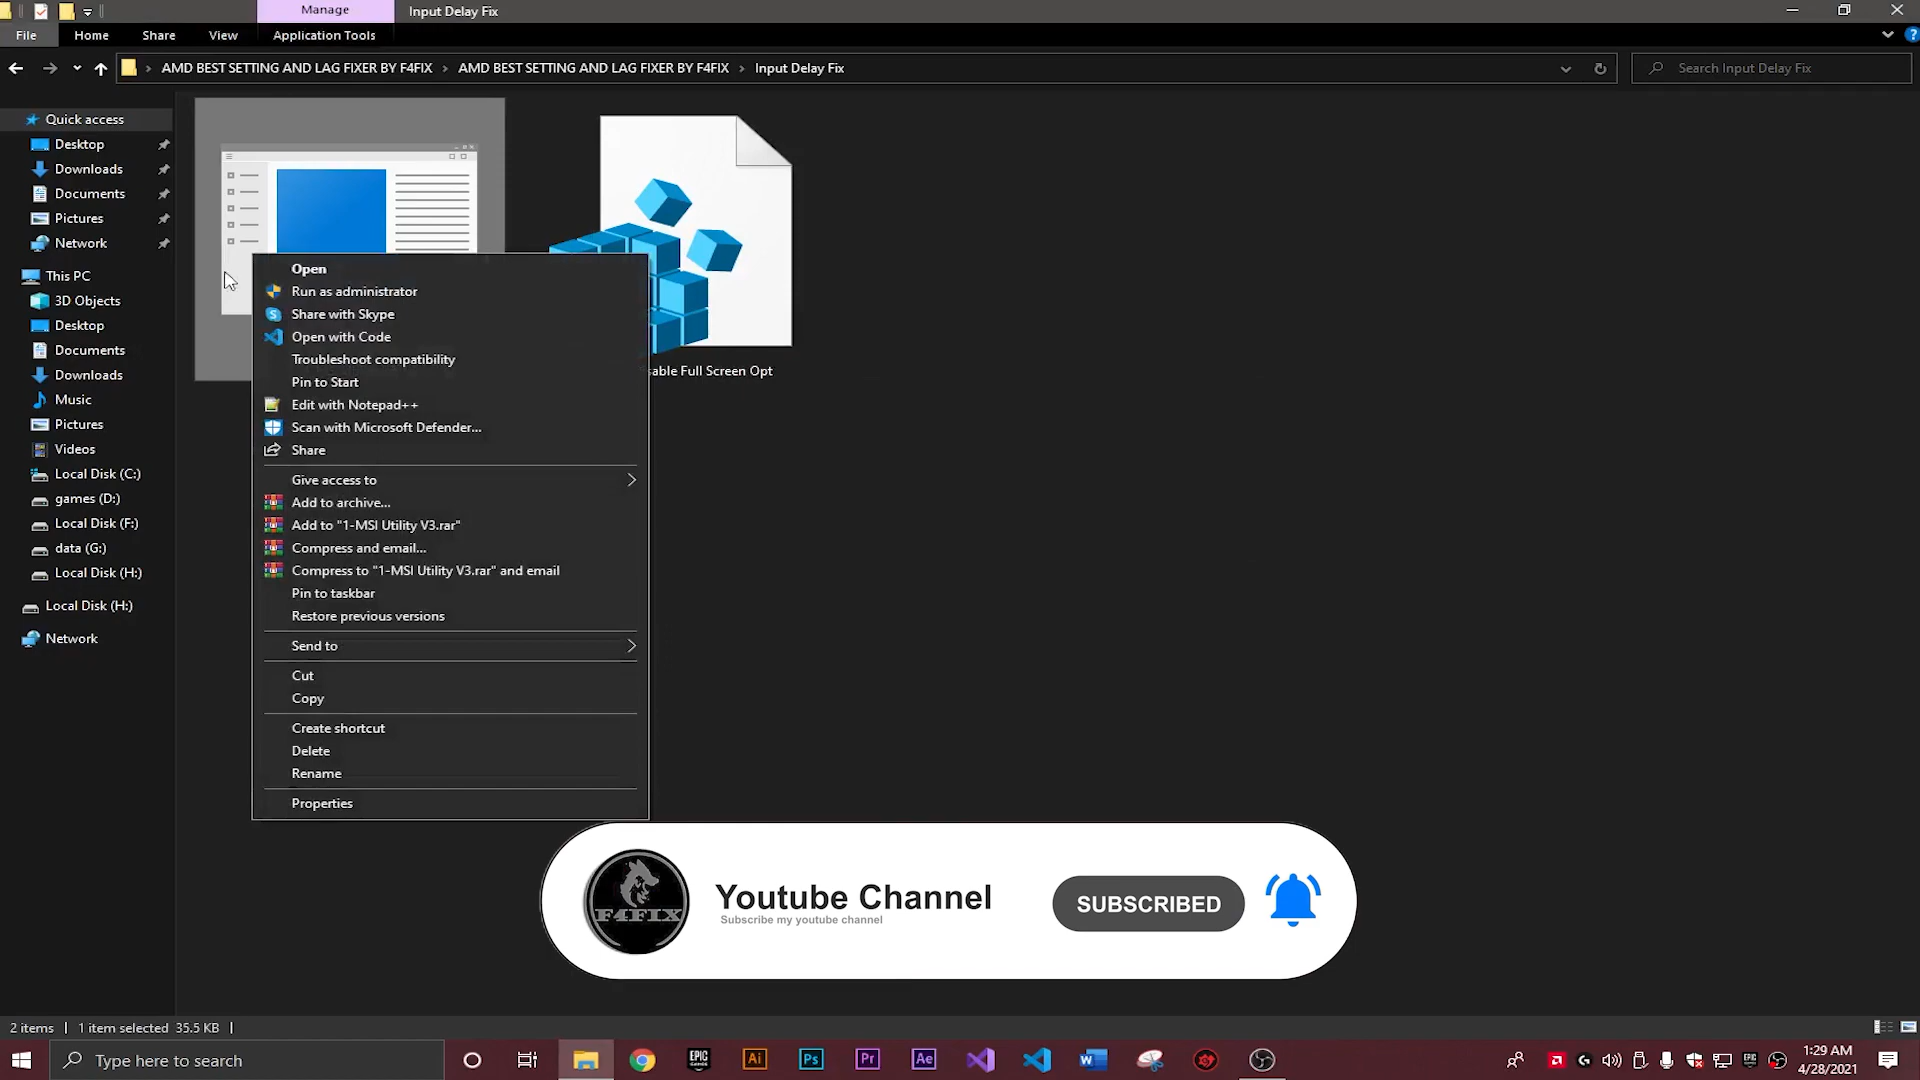 Manage
Input Delay Fix
File
Home
Share
View
Application Tools
AMD BEST SETTING AND LAG FIXER BY F4FIX
AMD BEST SETTING AND LAG FIXER BY F4FIX
Input Delay Fix
Search Input Delay Fix
Quick access
Desktop
Downloads
Documents
Pictures
Network
This PC
3D Objects
Desktop
Documents
Downloads
Music
Pictures
Videos
Local Disk (C:)
games (D:)
Local Disk (F:)
data (G:)
Local Disk (H:)
Local Disk (H:)
Network
Open
Run as administrator
Share with Skype
Open with Code
Troubleshoot compatibility
Pin to Start
Edit with Notepad++
Scan with Microsoft Defender...
Share
Give access to
Add to archive...
Add to "1-MSI Utility V3.rar"
Compress and email...
Compress to "1-MSI Utility V3.rar" and email
Pin to taskbar
Restore previous versions
Send to
Cut
Copy
Create shortcut
Delete
Rename
Properties
Full Screen Opt
F4FIX
Youtube Channel
Subscribe my youtube channel
SUBSCRIBED
2 items
1 item selected 35.5 KB
Type here to search
EPIC
Ai
Ps
Pr
Ae
1:29 AM
4/28/2021